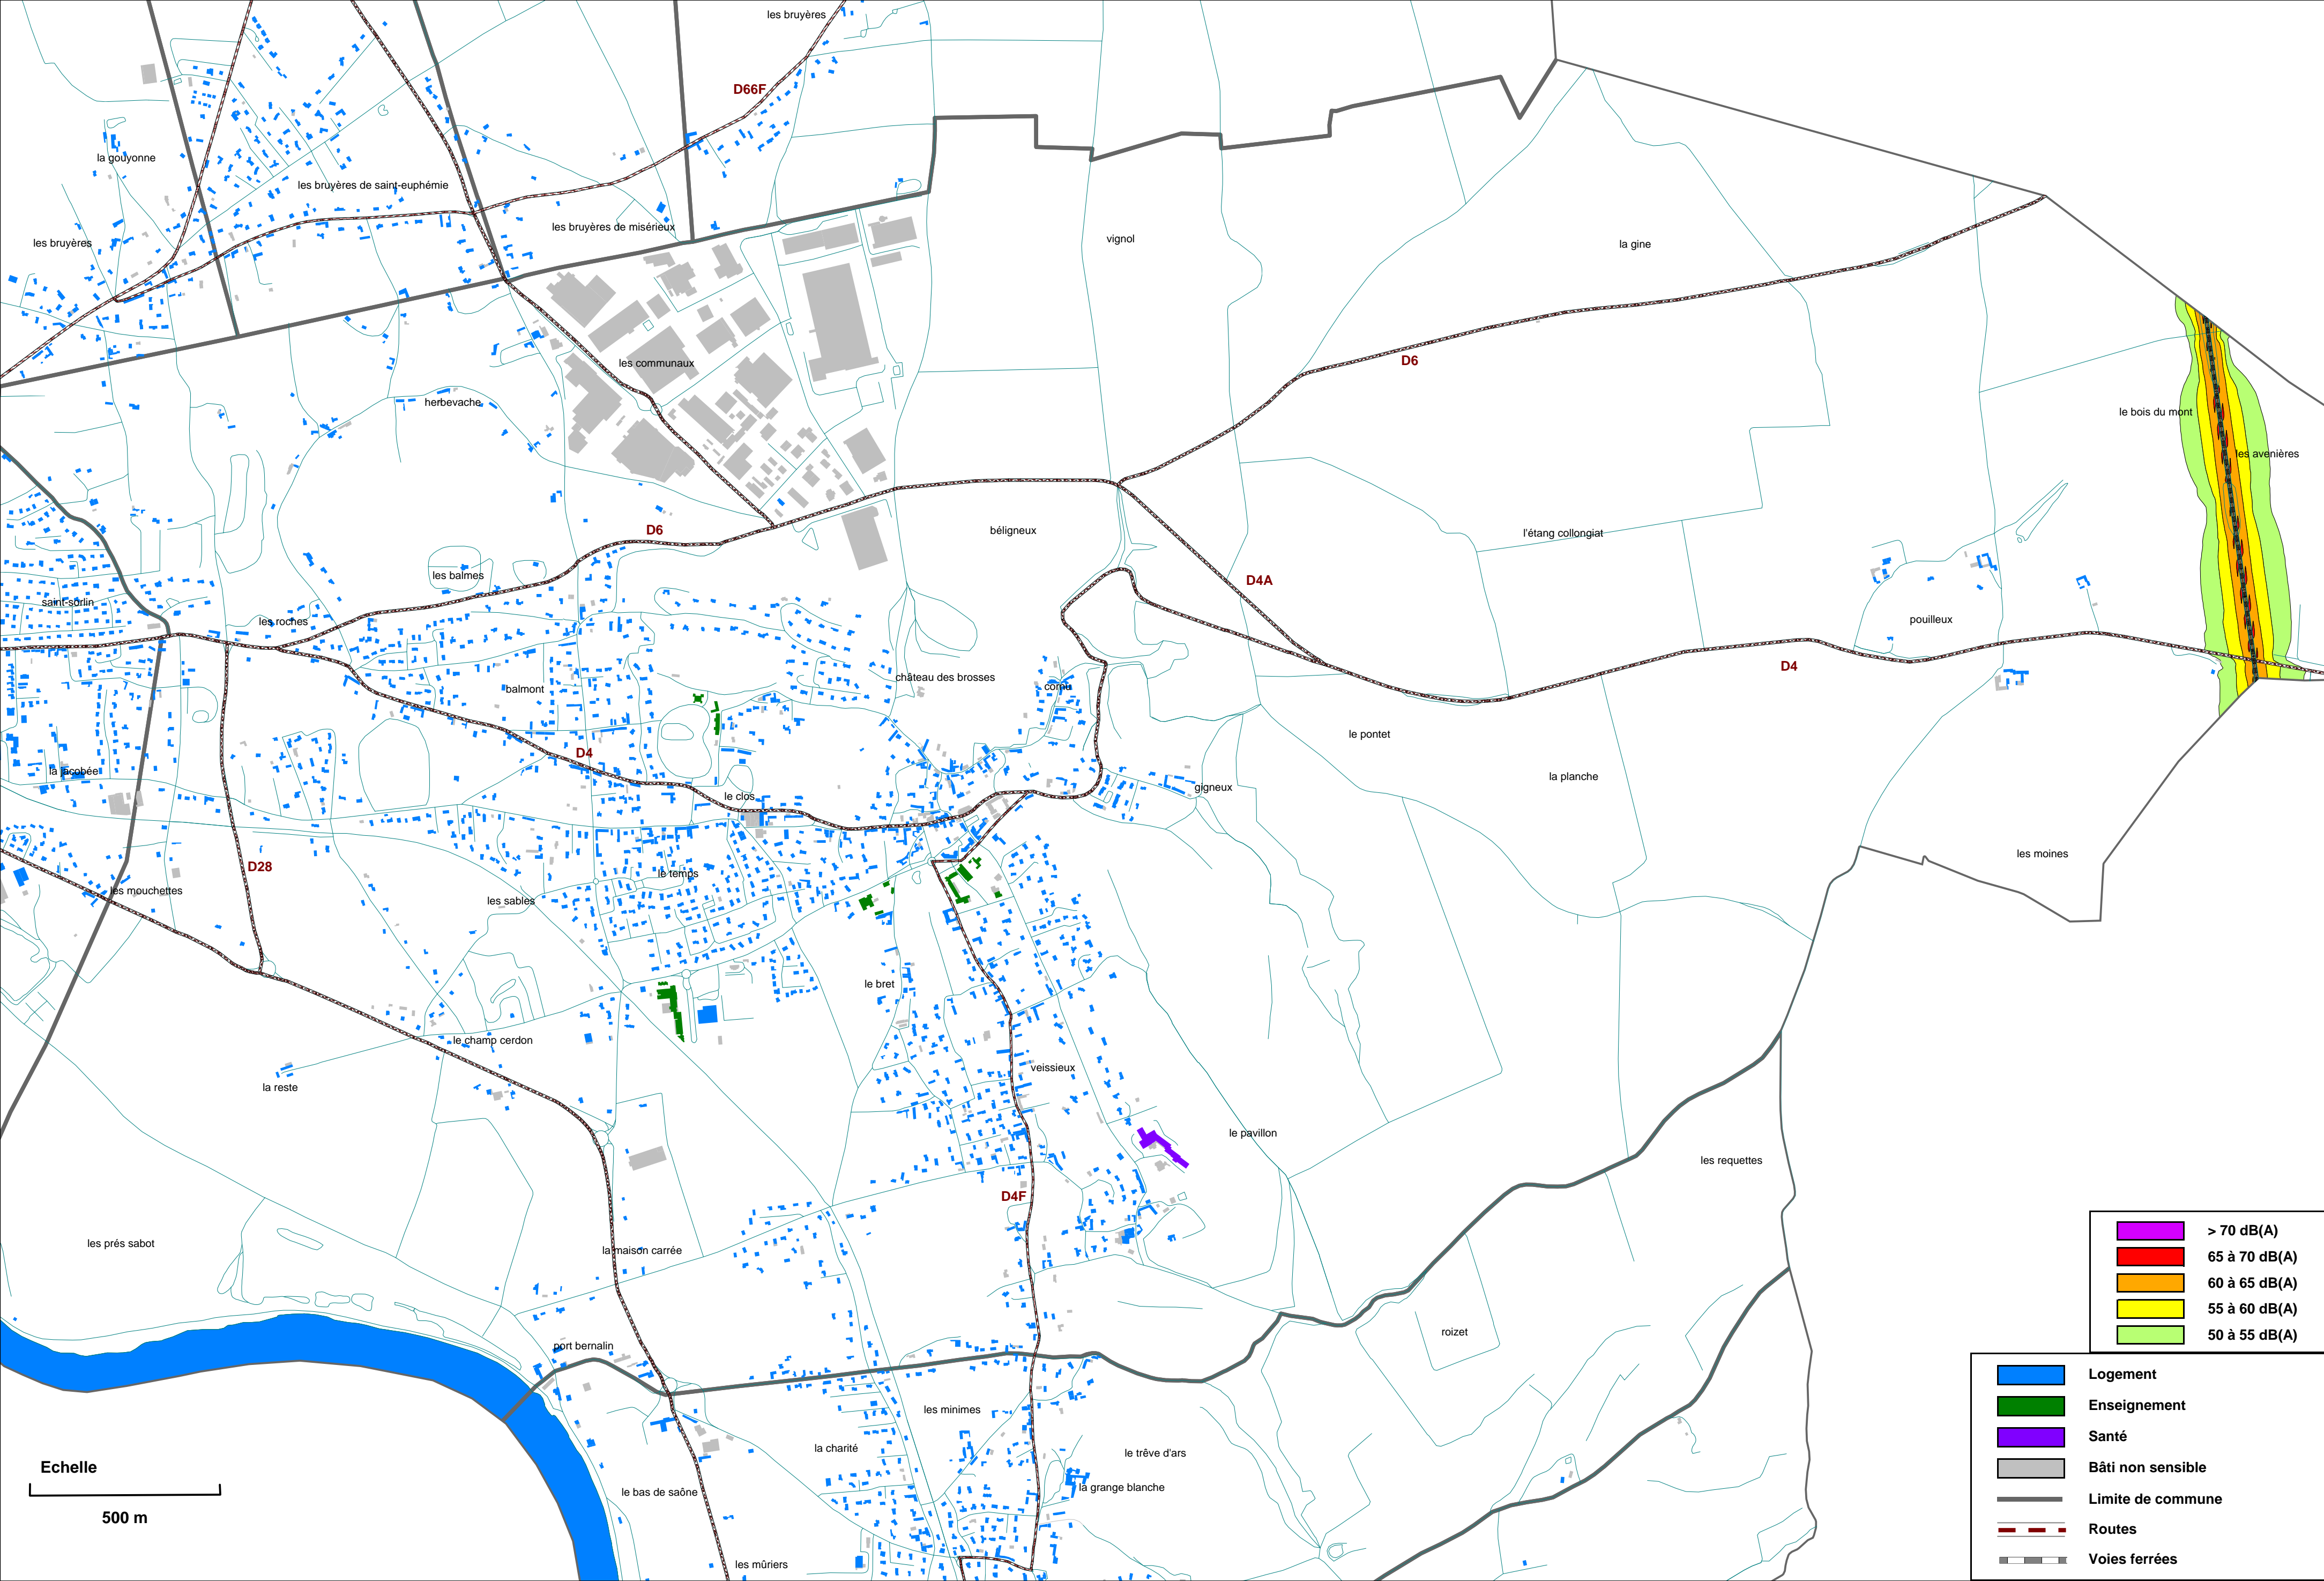 les bruyères
D66F
la gouyonne
les bruyères de saint-euphémie
les bruyères de misérieux
les bruyères
vignol
la gine
D6
les communaux
herbevache
le bois du mont
les avenières
D6
béligneux
l'étang collongiat
les balmes
D4A
saint-sorlin
les roches
pouilleux
D4
château des brosses
balmont
cornu
le pontet
D4
la jacobée
la planche
gigneux
le clos
les moines
D28
le temps
les mouchettes
les sables
le bret
le champ cerdon
veissieux
la reste
le pavillon
les requettes
D4F
les prés sabot
la maison carrée
roizet
port bernalin
les minimes
la charité
le trêve d'ars
la grange blanche
le bas de saône
les mûriers
Echelle
500 m
> 70 dB(A)
65 à 70 dB(A)
60 à 65 dB(A)
55 à 60 dB(A)
50 à 55 dB(A)
Logement
Enseignement
Santé
Bâti non sensible
Limite de commune
Routes
Voies ferrées